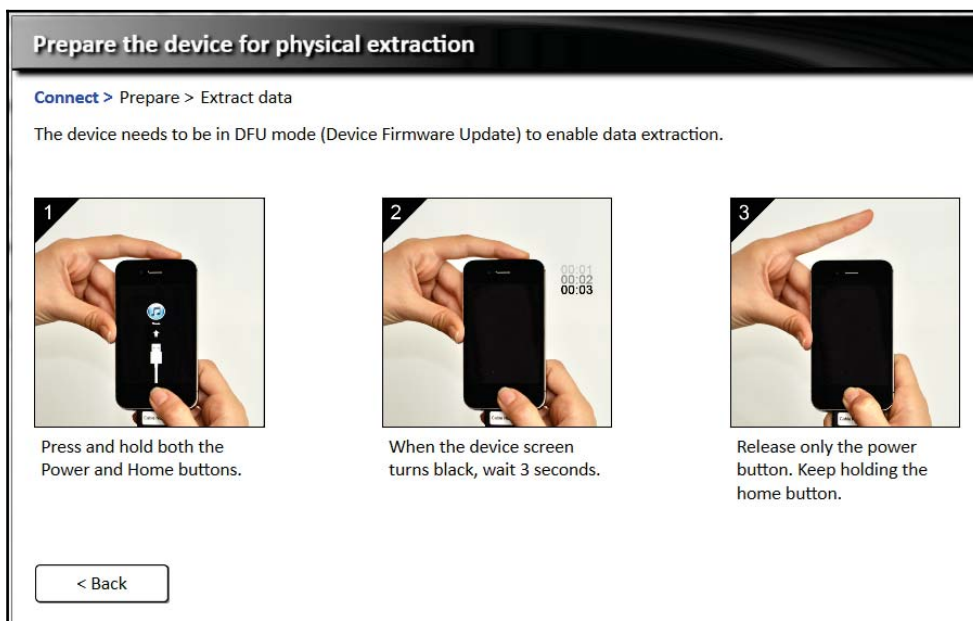 Prepare the device for physical extraction
Connect > Prepare > Extract data
The device needs to be in DFU mode (Device Firmware Update) to enable data extraction.
1
2
00:01
00:02
00:03
3
Press and hold both the
Power and Home buttons.
When the device screen
turns black, wait 3 seconds.
Release only the power
button. Keep holding the
home button.
< Back